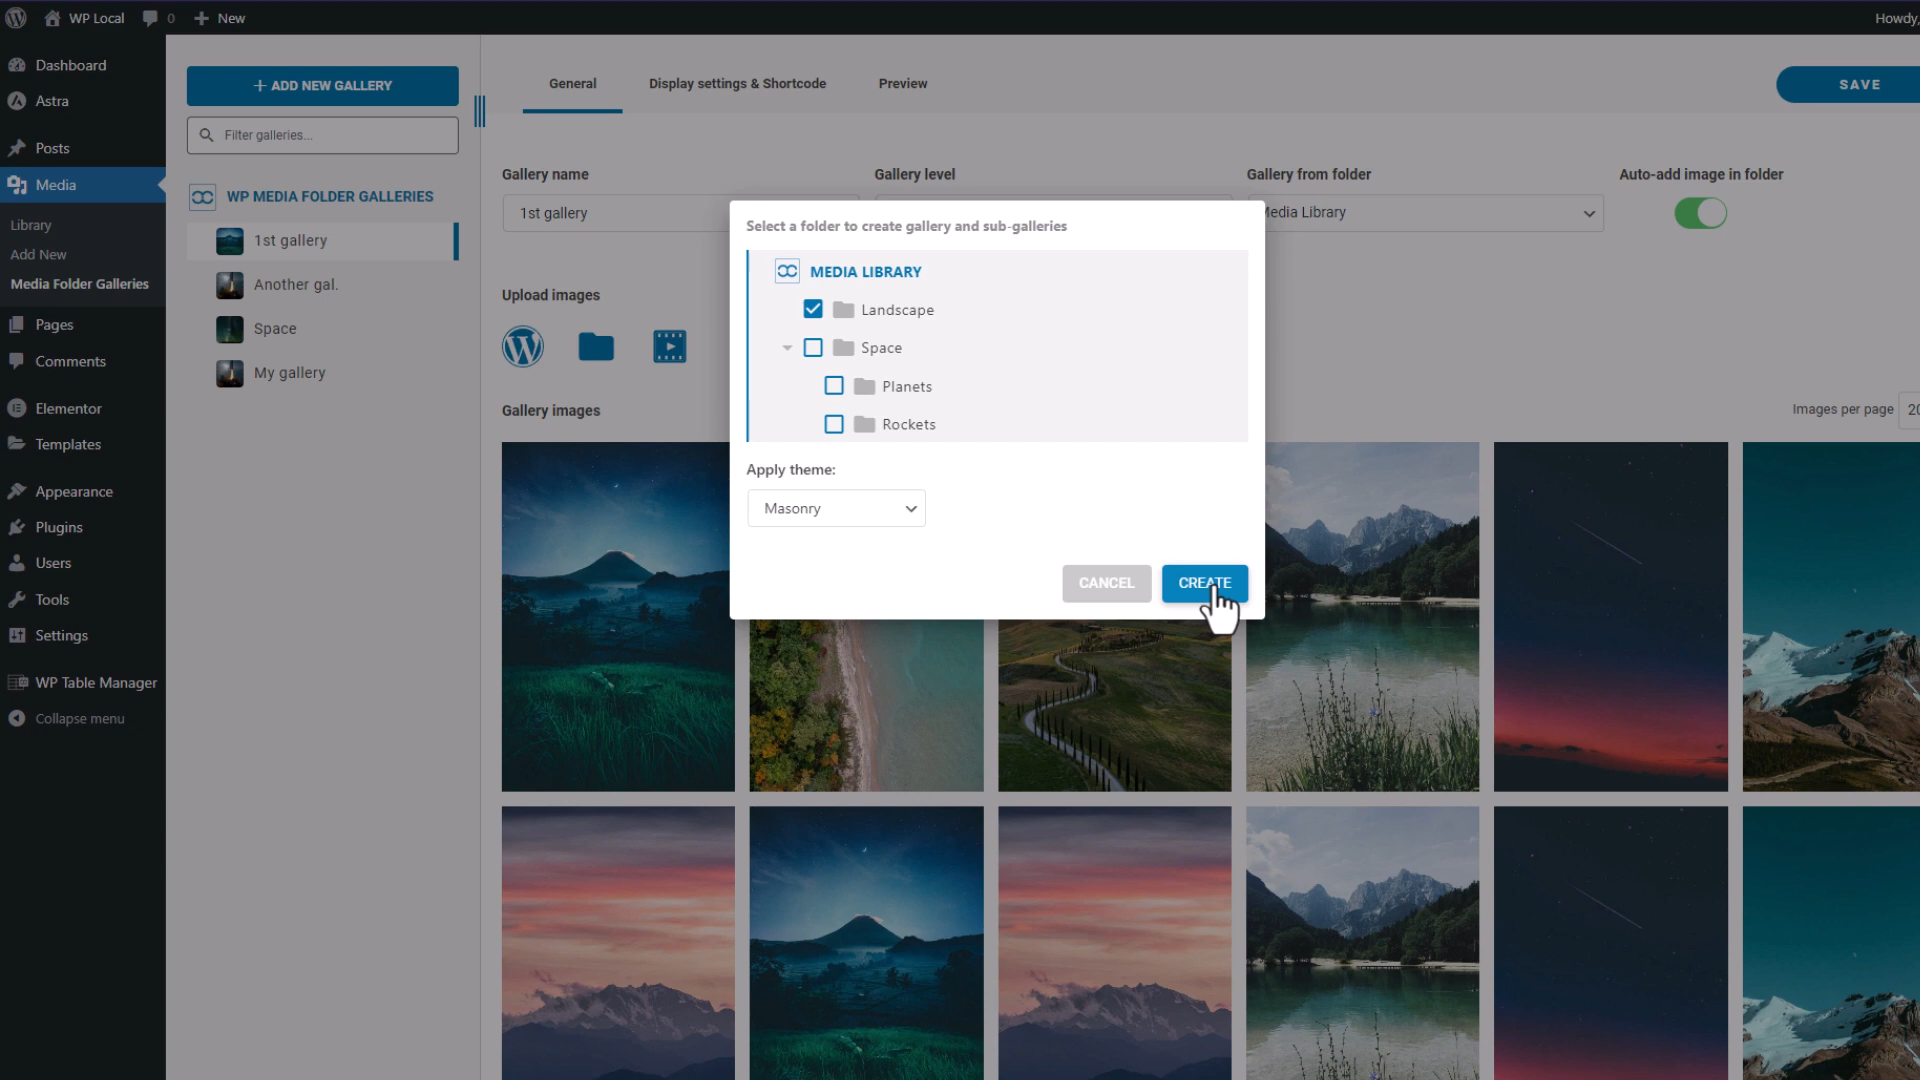 WP Local
0
New
Howdy,
Dashboard
Astra
Posts
Media
Library
Add New
Media Folder Galleries
Pages
Comments
Elementor
Templates
Appearance
Plugins
Users
Tools
Settings
WP Table Manager
Collapse menu
+ ADD NEW GALLERY
Filter galleries...
WP MEDIA FOLDER GALLERIES
1st gallery
Another gal.
Space
My gallery
General
Display settings & Shortcode
Preview
SAVE
Gallery name
Gallery level
Gallery from folder
Auto-add image in folder
1st gallery
Media Library
Upload images
Gallery images
Images per page
20
Select a folder to create gallery and sub-galleries
MEDIA LIBRARY
Landscape
Space
Planets
Rockets
Apply theme:
Masonry
CANCEL
CREATE